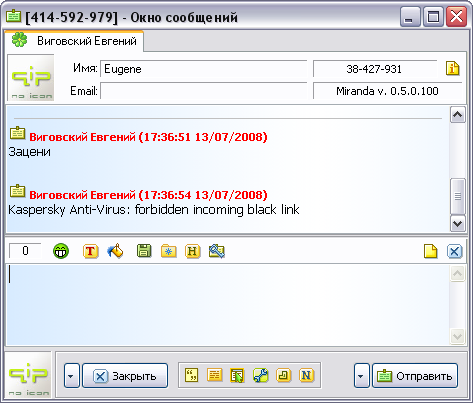 [414-592-979] - Окно сообщений
Виговский Евгений
Имя: Eugene 38-427-931
Email: Miranda v. 0.5.0.100
qip
no icon
Виговский Евгений (17:36:51 13/07/2008)
Зацени
Виговский Евгений (17:36:54 13/07/2008)
Kaspersky Anti-Virus: forbidden incoming black link
0 T H
qip
no icon
Закрыть
N
Отправить